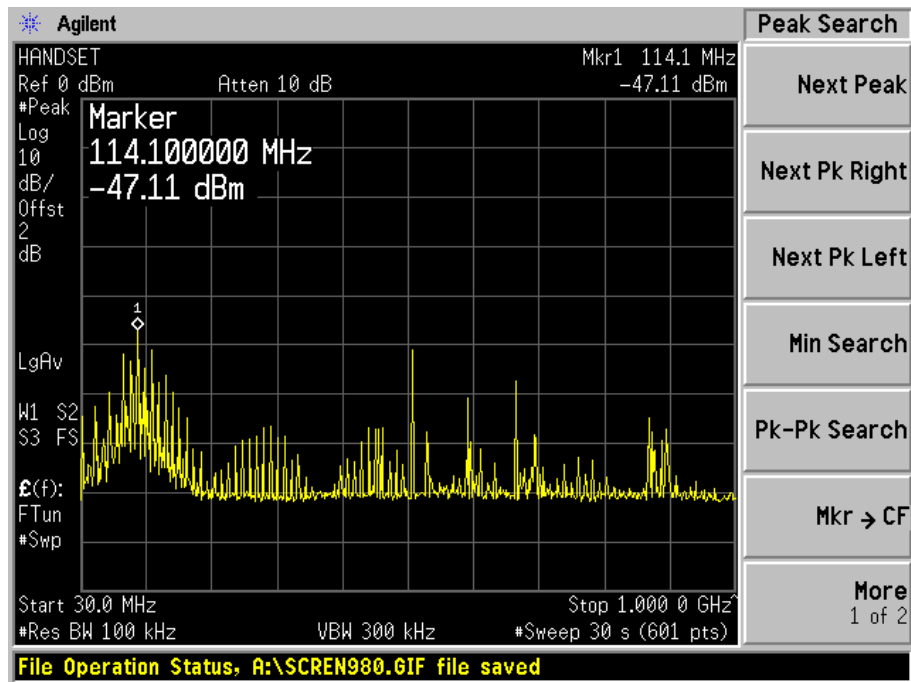 Agilent
Peak Search
HANDSET
Mkr1 114.1 MHz
Ref 0 dBm
Atten 10 dB
-47.11 dBm
#Peak
Log
10
dB/
Offst
2
dB
Marker
114.100000 MHz
-47.11 dBm
1
LgAv
W1 S2
S3 FS
£(f):
FTun
#Swp
Start 30.0 MHz
Stop 1.000 0 GHz^
#Res BW 100 kHz
VBW 300 kHz
#Sweep 30 s (601 pts)
File Operation Status, A:\SCREN980.GIF file saved
Next Peak
Next Pk Right
Next Pk Left
Min Search
Pk-Pk Search
Mkr → CF
More
1 of 2